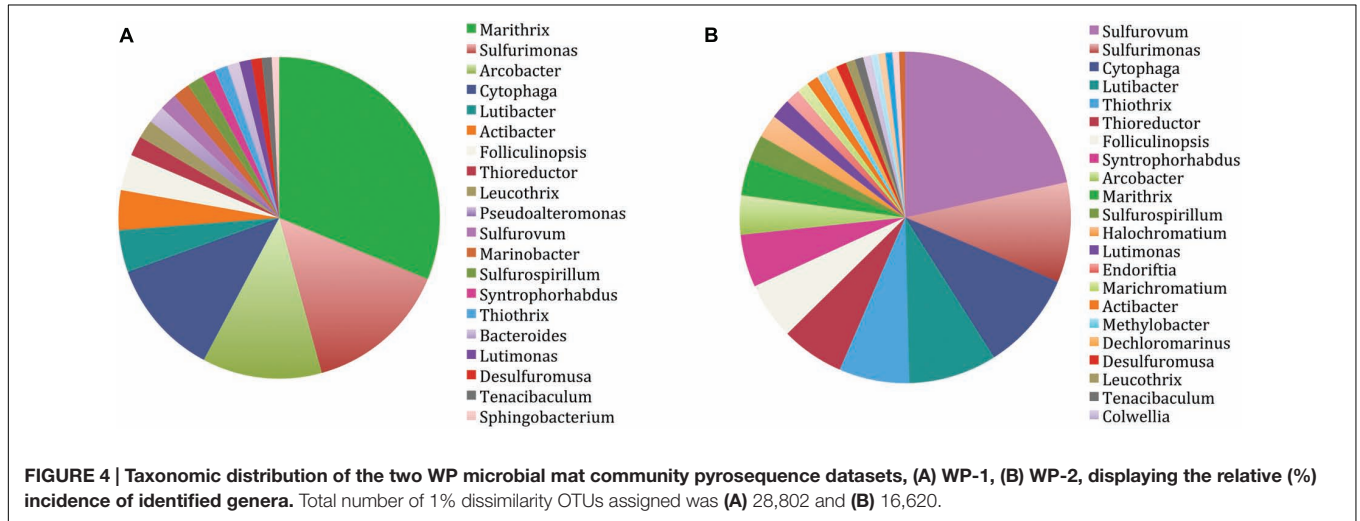 A
Marithrix
Sulfurimonas
Arcobacter
Cytophaga
Lutibacter
Actibacter
Folliculinopsis
Thioreductor
Leucothrix
Pseudoalteromonas
Sulfurovum
Marinobacter
Sulfurospirillum
Syntrophorhabdus
Thiothrix
Bacteroides
Lutimonas
Desulfuromusa
Tenacibaculum
Sphingobacterium
B
Sulfurovum
Sulfurimonas
Cytophaga
Lutibacter
Thiothrix
Thioreductor
Folliculinopsis
Syntrophorhabdus
Arcobacter
Marithrix
Sulfurospirillum
Halochromatium
Lutimonas
Endoriftia
Marichromatium
Actibacter
Methylobacter
Dechloromarinus
Desulfuromusa
Leucothrix
Tenacibaculum
Colwellia
FIGURE 4 | Taxonomic distribution of the two WP microbial mat community pyrosequence datasets, (A) WP-1, (B) WP-2, displaying the relative (%)
incidence of identified genera. Total number of 1% dissimilarity OTUs assigned was (A) 28,802 and (B) 16,620.